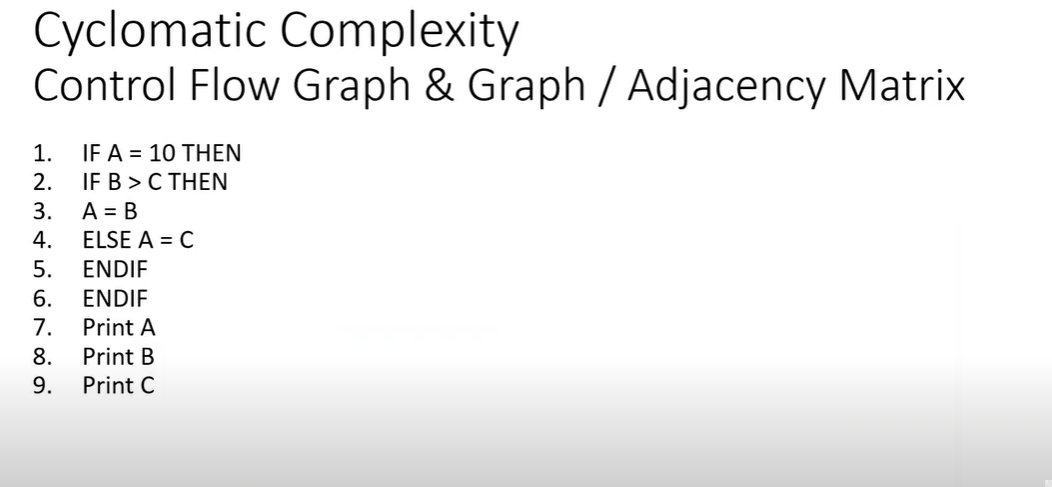 Cyclomatic Complexity
Control Flow Graph & Graph / Adjacency Matrix
1. IF A = 10 THEN
2. IF B > C THEN
3. A = B
4. ELSE A = C
5. ENDIF
6. ENDIF
7. Print A
8. Print B
9. Print C